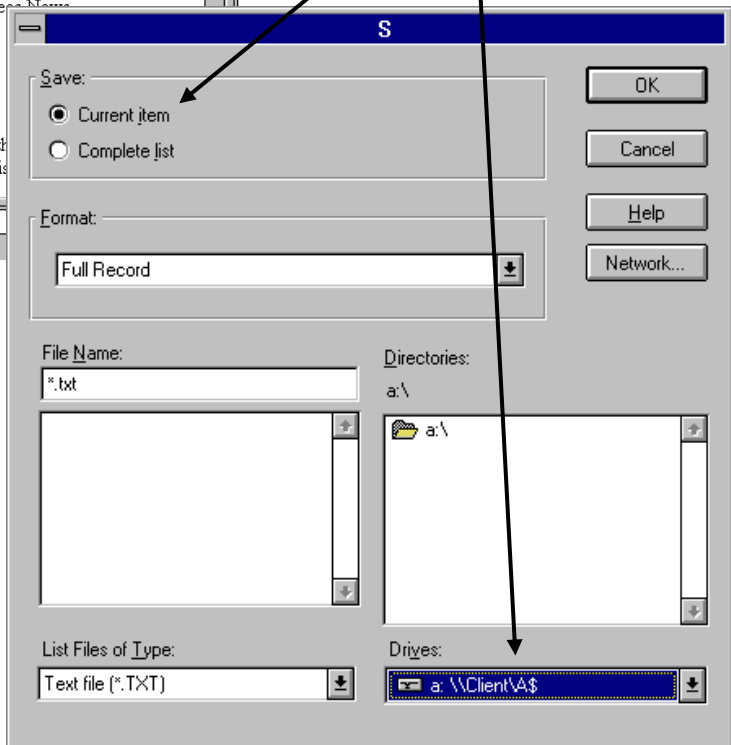 News
S
Save:
Current item
Complete list
OK
Cancel
Help
Network...
Format:
Full Record
File Name:
*.txt
Directories:
a:\
a:\
List Files of Type:
Text file (*.TXT)
Drives:
a: \\Client\A$